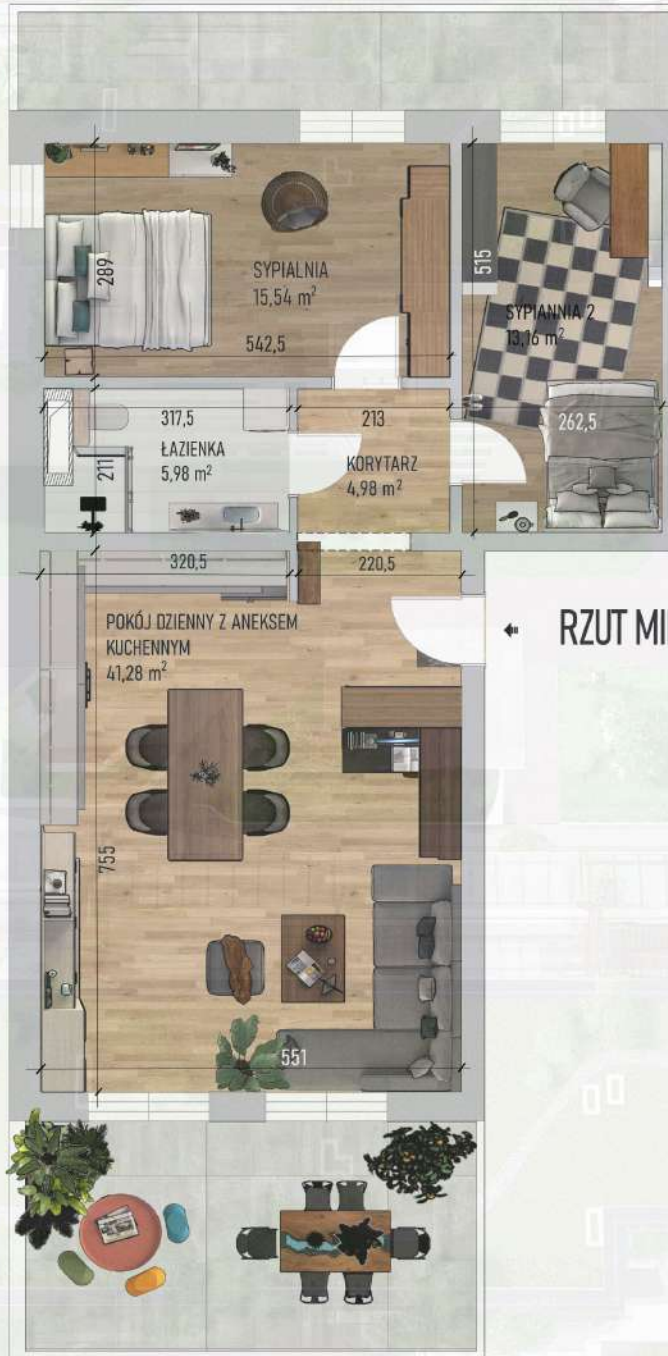 289
SYPIALNIA
15,54 m²
542,5
515
SYPIANNIA 2
13,16 m²
262,5
317,5
ŁAZIENKA
5,98 m²
211
213
KORYTARZ
4,98 m²
320,5
220,5
POKÓJ DZIENNY Z ANEKSEM
KUCHENNYM
41,28 m²
RZUT MI
755
551